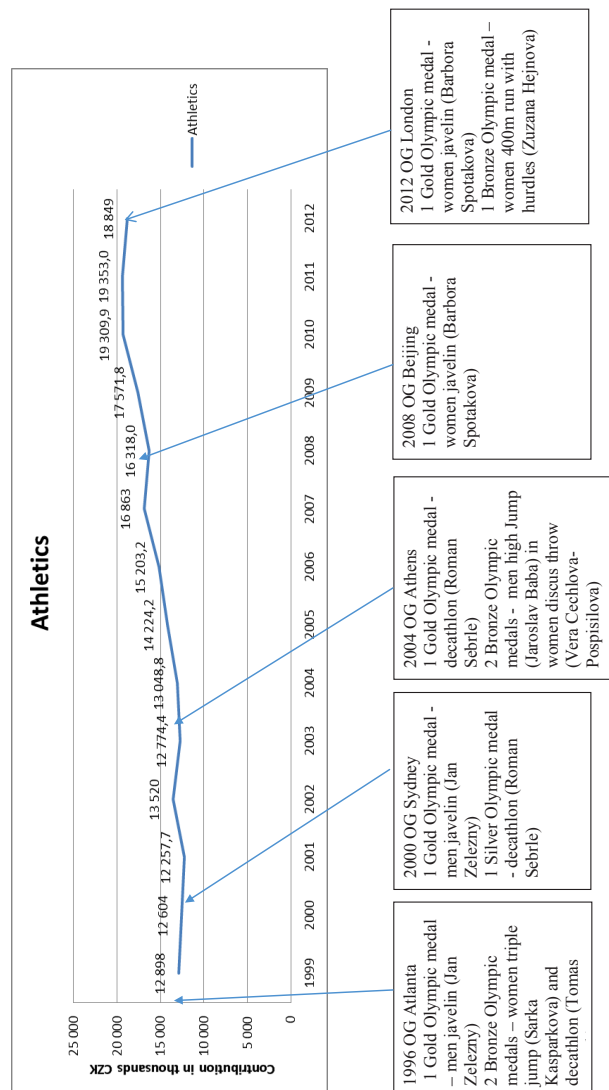 Athletics
Contribution in thousands CZK
25 000
20 000
15 000
10 000
5 000
0
12 898
12 604
12 257,7
13 520
12 774,4
13 048,8
14 224,2
15 203,2
16 863
16 318,0
17 571,8
19 309,9
19 353,0
18 849
1999
2000
2001
2002
2003
2004
2005
2006
2007
2008
2009
2010
2011
2012
Athletics
1996 OG Atlanta
1 Gold Olympic medal
- men javelin (Jan
Zelezny)
2 Bronze Olympic
medals – women triple
jump (Sarka
Kasparkova) and
decathlon (Tomas
2000 OG Sydney
1 Gold Olympic medal -
men javelin (Jan
Zelezny)
1 Silver Olympic medal
- decathlon (Roman
Sebrle)
2004 OG Athens
1 Gold Olympic medal -
decathlon (Roman
Sebrle)
2 Bronze Olympic
medals - men high Jump
(Jaroslav Baba) in
women discus throw
(Vera Cechlova-
Pospisilova)
2008 OG Beijing
1 Gold Olympic medal -
women javelin (Barbora
Spotakova)
2012 OG London
1 Gold Olympic medal -
women javelin (Barbora
Spotakova)
1 Bronze Olympic medal –
women 400m run with
hurdles (Zuzana Hejnova)